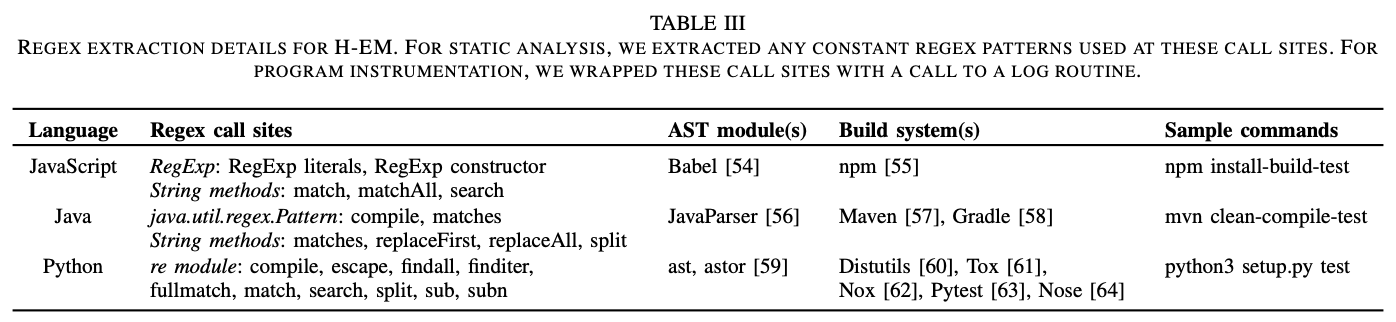 TABLE III
REGEX EXTRACTION DETAILS FOR H-EM. FOR STATIC ANALYSIS, WE EXTRACTED ANY CONSTANT REGEX PATTERNS USED AT THESE CALL SITES. FOR
PROGRAM INSTRUMENTATION, WE WRAPPED THESE CALL SITES WITH A CALL TO A LOG ROUTINE.
Language Regex call sites AST module(s) Build system(s) Sample commands
JavaScript RegExp: RegExp literals, RegExp constructor Babel [54] npm [55] npm install-build-test
String methods: match, matchAll, search
Java java.util.regex.Pattern: compile, matches JavaParser [56] Maven [57], Gradle [58] mvn clean-compile-test
String methods: matches, replaceFirst, replaceAll, split
Python re module: compile, escape, findall, finditer, ast, astor [59] Distutils [60], Tox [61], python3 setup.py test
fullmatch, match, search, split, sub, subn Nox [62], Pytest [63], Nose [64]